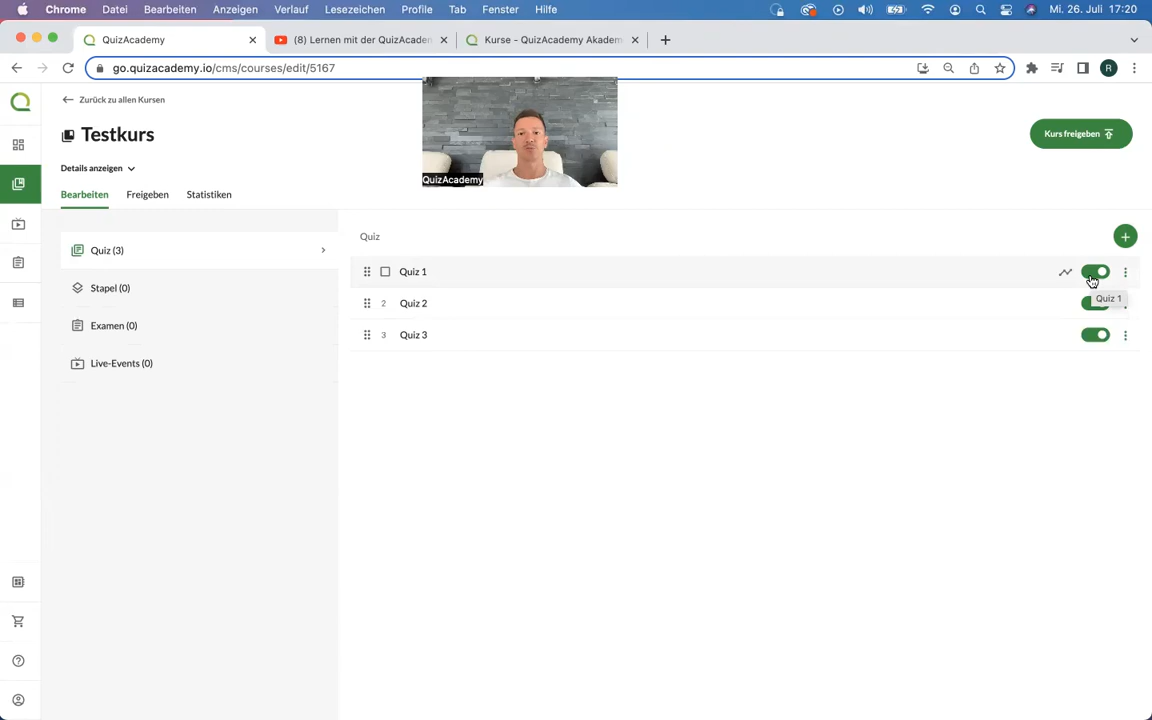 Chrome Datei Bearbeiten Anzeigen Verlauf Lesezeichen Profile Tab Fenster Hilfe Mi. 26. Juli 17:20
QuizAcademy (8) Lernen mit der QuizAcaden Kurse - QuizAcademy Akadem
go.quizacademy.io/cms/courses/edit/5167 R
Zurück zu allen Kursen
Testkurs
Kurs freigeben
Details anzeigen
QuizAcademy
Bearbeiten Freigeben Statistiken
Quiz
Quiz (3)
Quiz 1
Stapel (0)
Quiz 1
2 Quiz 2
Examen (0)
3 Quiz 3
Live-Events (0)